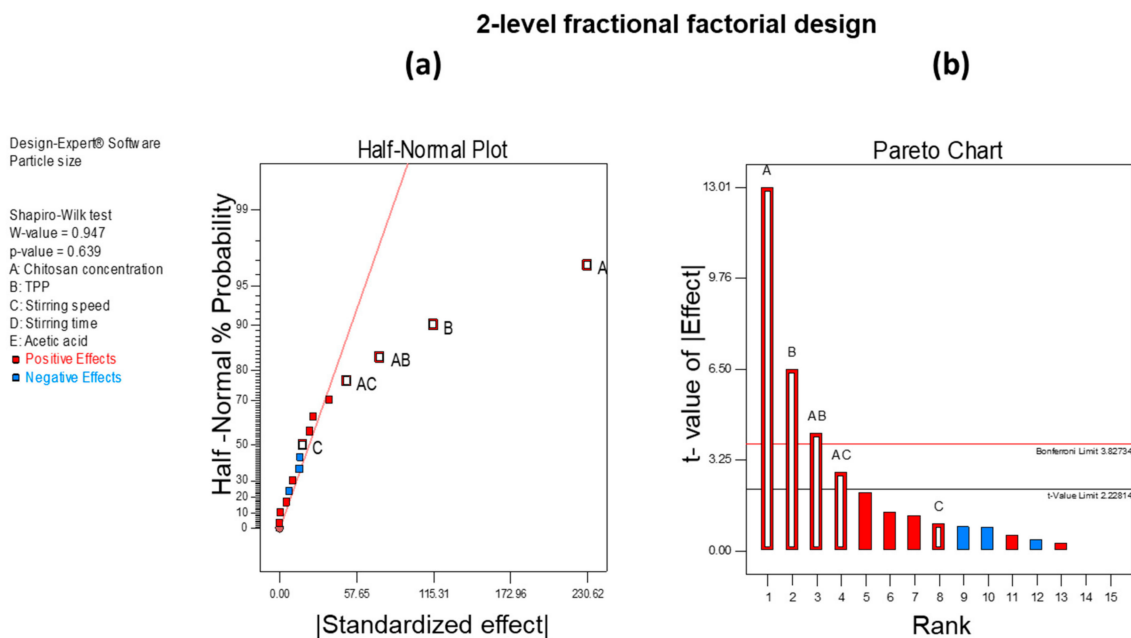 2-level fractional factorial design
(a)
(b)
Design-Expert® Software
Particle size
Shapiro-Wilk test
W-value = 0.947
p-value = 0.639
A: Chitosan concentration
B: TPP
C: Stirring speed
D: Stirring time
E: Acetic acid
Positive Effects
Negative Effects
Half-Normal Plot
Half -Normal % Probability
99
95
90
80
70
50
30
20
10
0
A
B
AB
AC
C
0.00
57.65
115.31
172.96
230.62
|Standardized effect|
Pareto Chart
t- value of |Effect|
13.01
9.76
6.50
3.25
0.00
A
B
AB
AC
C
Bonferroni Limit 3.82734
t-Value Limit 2.22814
1 2 3 4 5 6 7 8 9 10 11 12 13 14 15
Rank